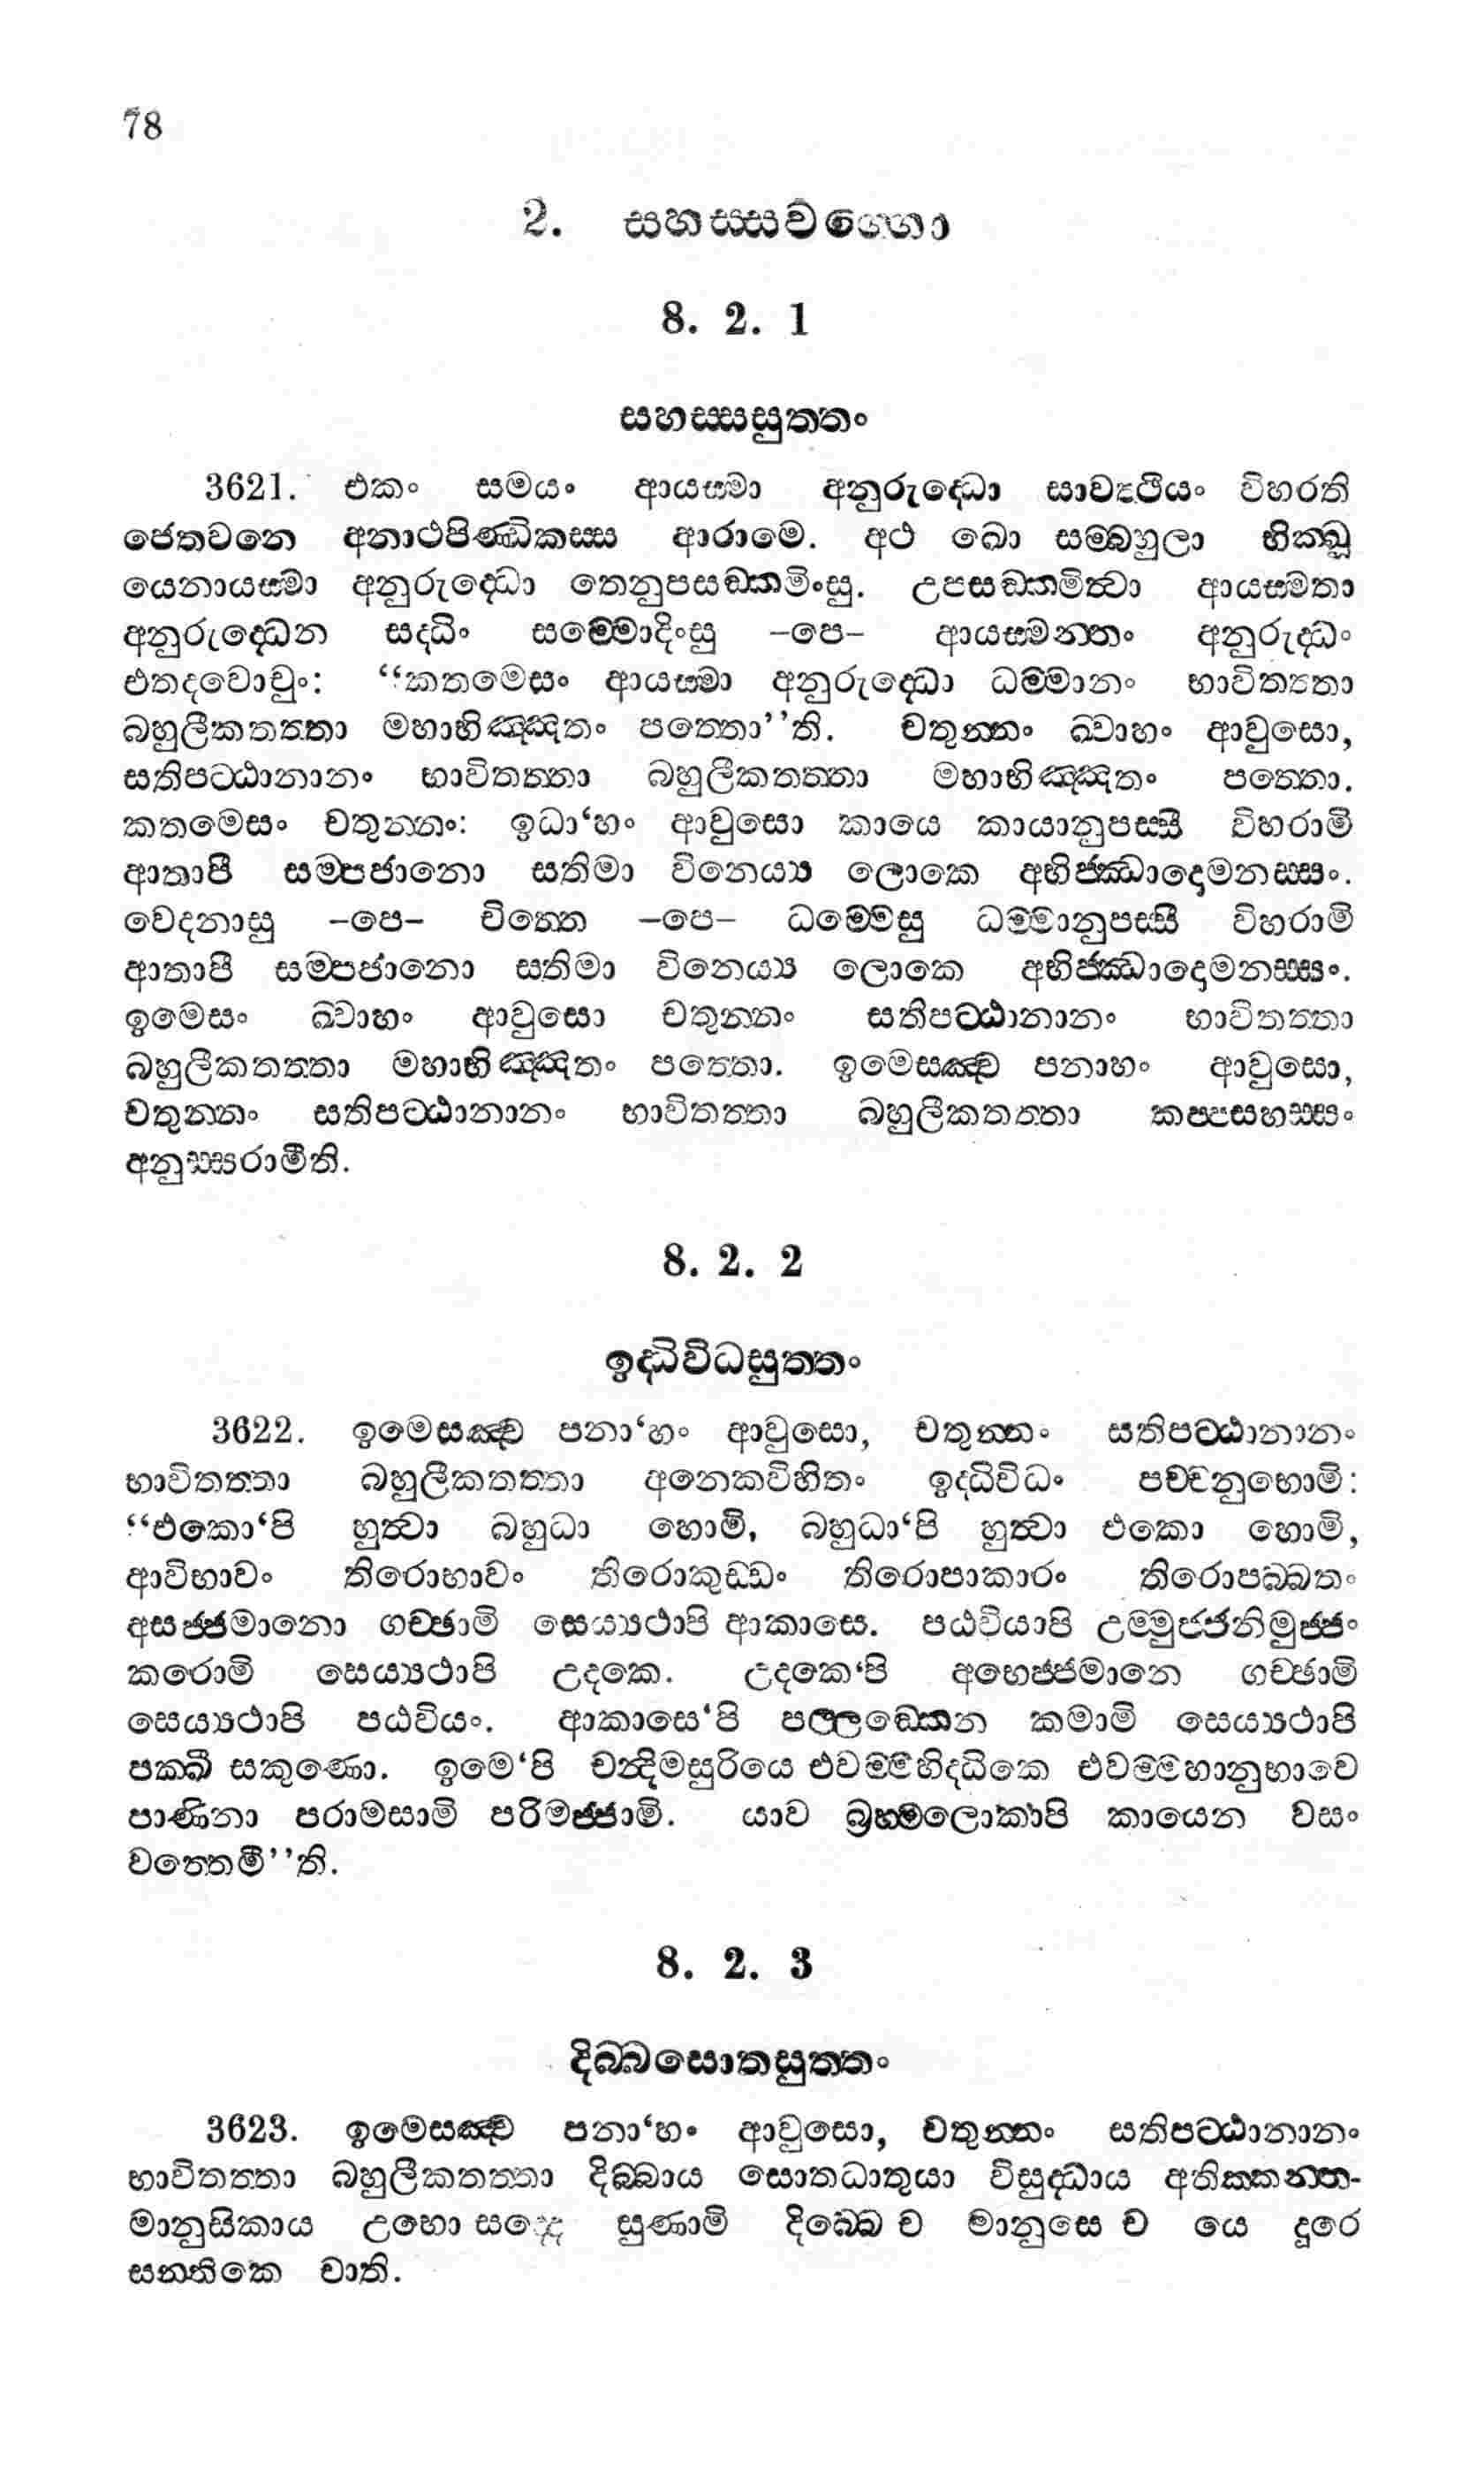 78
2. සහස්සවග්ගො
8. 2. 1
සහස්සසුත්තං
3621. එකං සමයං ආයස්මා අනුරුද්ධො සාවත්ථියං විහරති
ජෙතවනෙ අනාථපිණ්ඩිකස්ස ආරාමෙ. අථ ඛො සම්බහුලා භික්ඛූ
යෙනායස්මා අනුරුද්ධො තෙනුපසඞ්කමිංසු. උපසඞ්කමිත්වා ආයස්මතා
අනුරුද්ධෙන සද්ධිං සම්මොදිංසු –පෙ– ආයස්මන්තං අනුරුද්ධං
එතදවොචුං: “කතමෙසං ආයස්මා අනුරුද්ධො ධම්මානං භාවිතත්තා
බහුලීකතත්තා මහාභිඤ්ඤතං පත්තො’’ති. චතුන්නං ඛ්වාහං ආවුසො,
සතිපට්ඨානානං භාවිතත්තා බහුලීකතත්තා මහාභිඤ්ඤතං පත්තො.
කතමෙසං චතුන්නං: ඉධා‘හං ආවුසො කායෙ කායානුපස්සී විහරාමි
ආතාපී සම්පජානො සතිමා විනෙය්‍ය ලොකෙ අභිජ්ඣාදොමනස්සං.
වෙදනාසු –පෙ– චිත්තෙ –පෙ– ධම්මෙසු ධම්මානුපස්සී විහරාමි
ආතාපී සම්පජානො සතිමා විනෙය්‍ය ලොකෙ අභිජ්ඣාදොමනස්සං.
ඉමෙසං ඛ්වාහං ආවුසො චතුන්නං සතිපට්ඨානානං භාවිතත්තා
බහුලීකතත්තා මහාභිඤ්ඤතං පත්තො. ඉමෙසඤ්ච පනාහං ආවුසො,
චතුන්නං සතිපට්ඨානානං භාවිතත්තා බහුලීකතත්තා කප්පසහස්සං
අනුස්සරාමීති.
8. 2. 2
ඉද්ධිවිධසුත්තං
3622. ඉමෙසඤ්ච පනා‘හං ආවුසො, චතුන්නං සතිපට්ඨානානං
භාවිතත්තා බහුලීකතත්තා අනෙකවිහිතං ඉද්ධිවිධං පච්චනුභොමි:
“එකො‘පි හුත්වා බහුධා හොමි, බහුධා‘පි හුත්වා එකො හොමි,
ආවිභාවං තිරොභාවං තිරොකුඩ්ඩං තිරොපාකාරං තිරොපබ්බතං
අසජ්ජමානො ගච්ඡාමි සෙය්‍යථාපි ආකාසෙ. පඨවියාපි උම්මුජ්ජනිමුජ්ජං
කරොමි සෙය්‍යථාපි උදකෙ. උදකෙ‘පි අභෙජ්ජමානෙ ගච්ඡාමි
සෙය්‍යථාපි පඨවියං. ආකාසෙ‘පි පල්ලඞ්කෙන කමාමි සෙය්‍යථාපි
පක්ඛී සකුණො. ඉමෙ‘පි චන්දිමසුරියෙ එවම්මහිද්ධිකෙ එවම්මහානුභාවෙ
පාණිනා පරාමසාමි පරිමජ්ජාමි. යාව බ්‍රහ්මලොකාපි කායෙන වසං
වත්තෙමී’’ති.
8. 2. 3
දිබ්බසොතසුත්තං
3623. ඉමෙසඤ්ච පනා‘හං ආවුසො, චතුන්නං සතිපට්ඨානානං
භාවිතත්තා බහුලීකතත්තා දිබ්බාය සොතධාතුයා විසුද්ධාය අතික්කන්ත-
මානුසිකාය උභො සද්දෙ සුණාමි දිබ්බෙ ච මානුසෙ ච යෙ දූරෙ
සන්තිකෙ චාති.